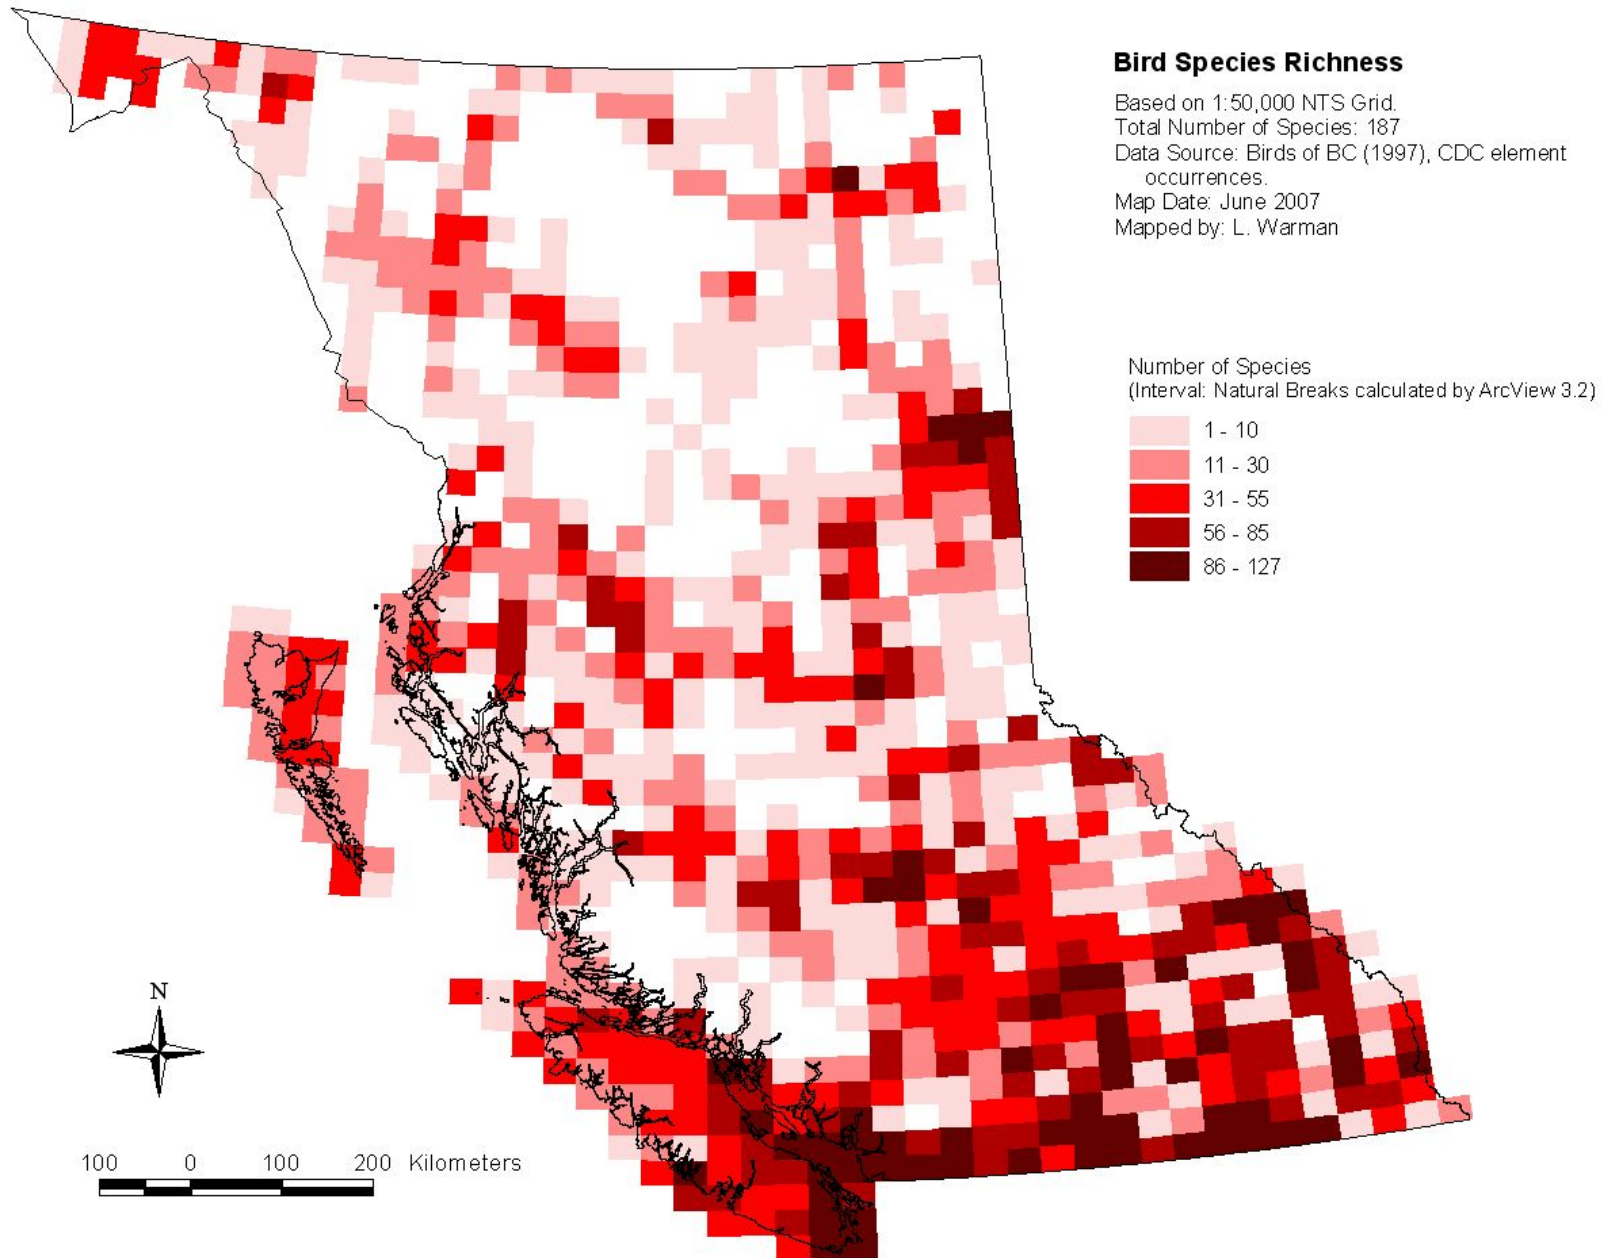 Bird Species Richness
Based on 1:50,000 NTS Grid.
Total Number of Species: 187
Data Source: Birds of BC (1997), CDC element
occurrences.
Map Date: June 2007
Mapped by: L. Warman
Number of Species
(Interval: Natural Breaks calculated by ArcView 3.2)
1 - 10
11 - 30
31 - 55
56 - 85
86 - 127
N
100 0 100 200 Kilometers